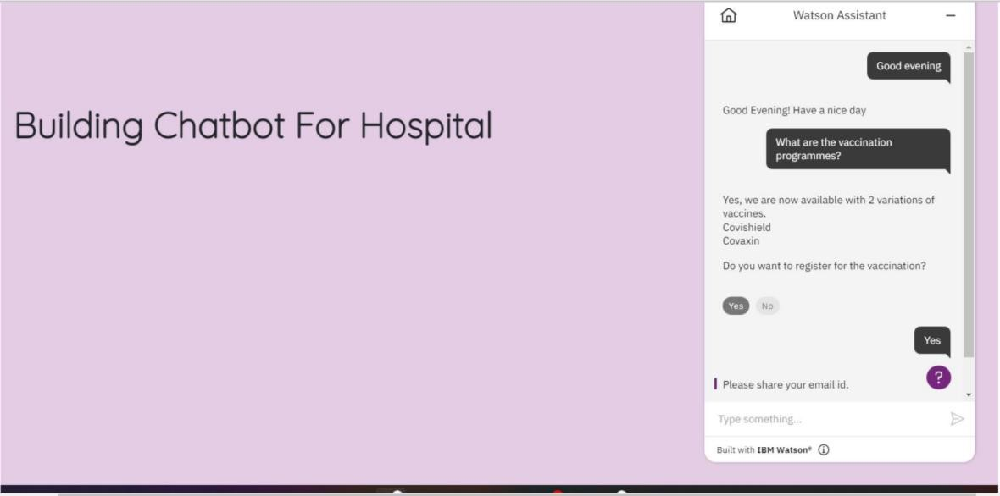 Watson Assistant
Good evening
Building Chatbot For Hospital
Good Evening! Have a nice day
What are the vaccination
programmes?
Yes, we are now available with 2 variations of
vaccines.
Covishield
Covaxin
Do you want to register for the vaccination?
Yes No
Yes
?
Please share your email id.
Type something...
Built with IBM Watson®